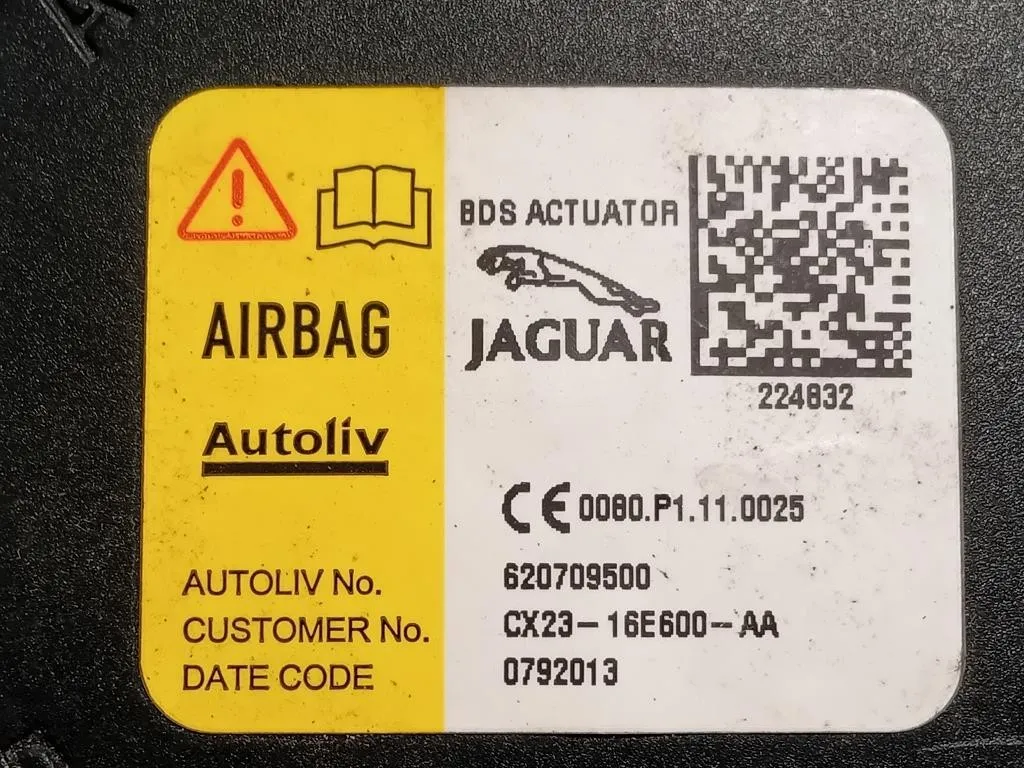 BDS ACTUATOR
JAGUAR
AIRBAG
224832
Autoliv
CE 0080.P1.11.0025
AUTOLIV No. 620709500
CUSTOMER No. CX23-16E600-AA
DATE CODE 0792013